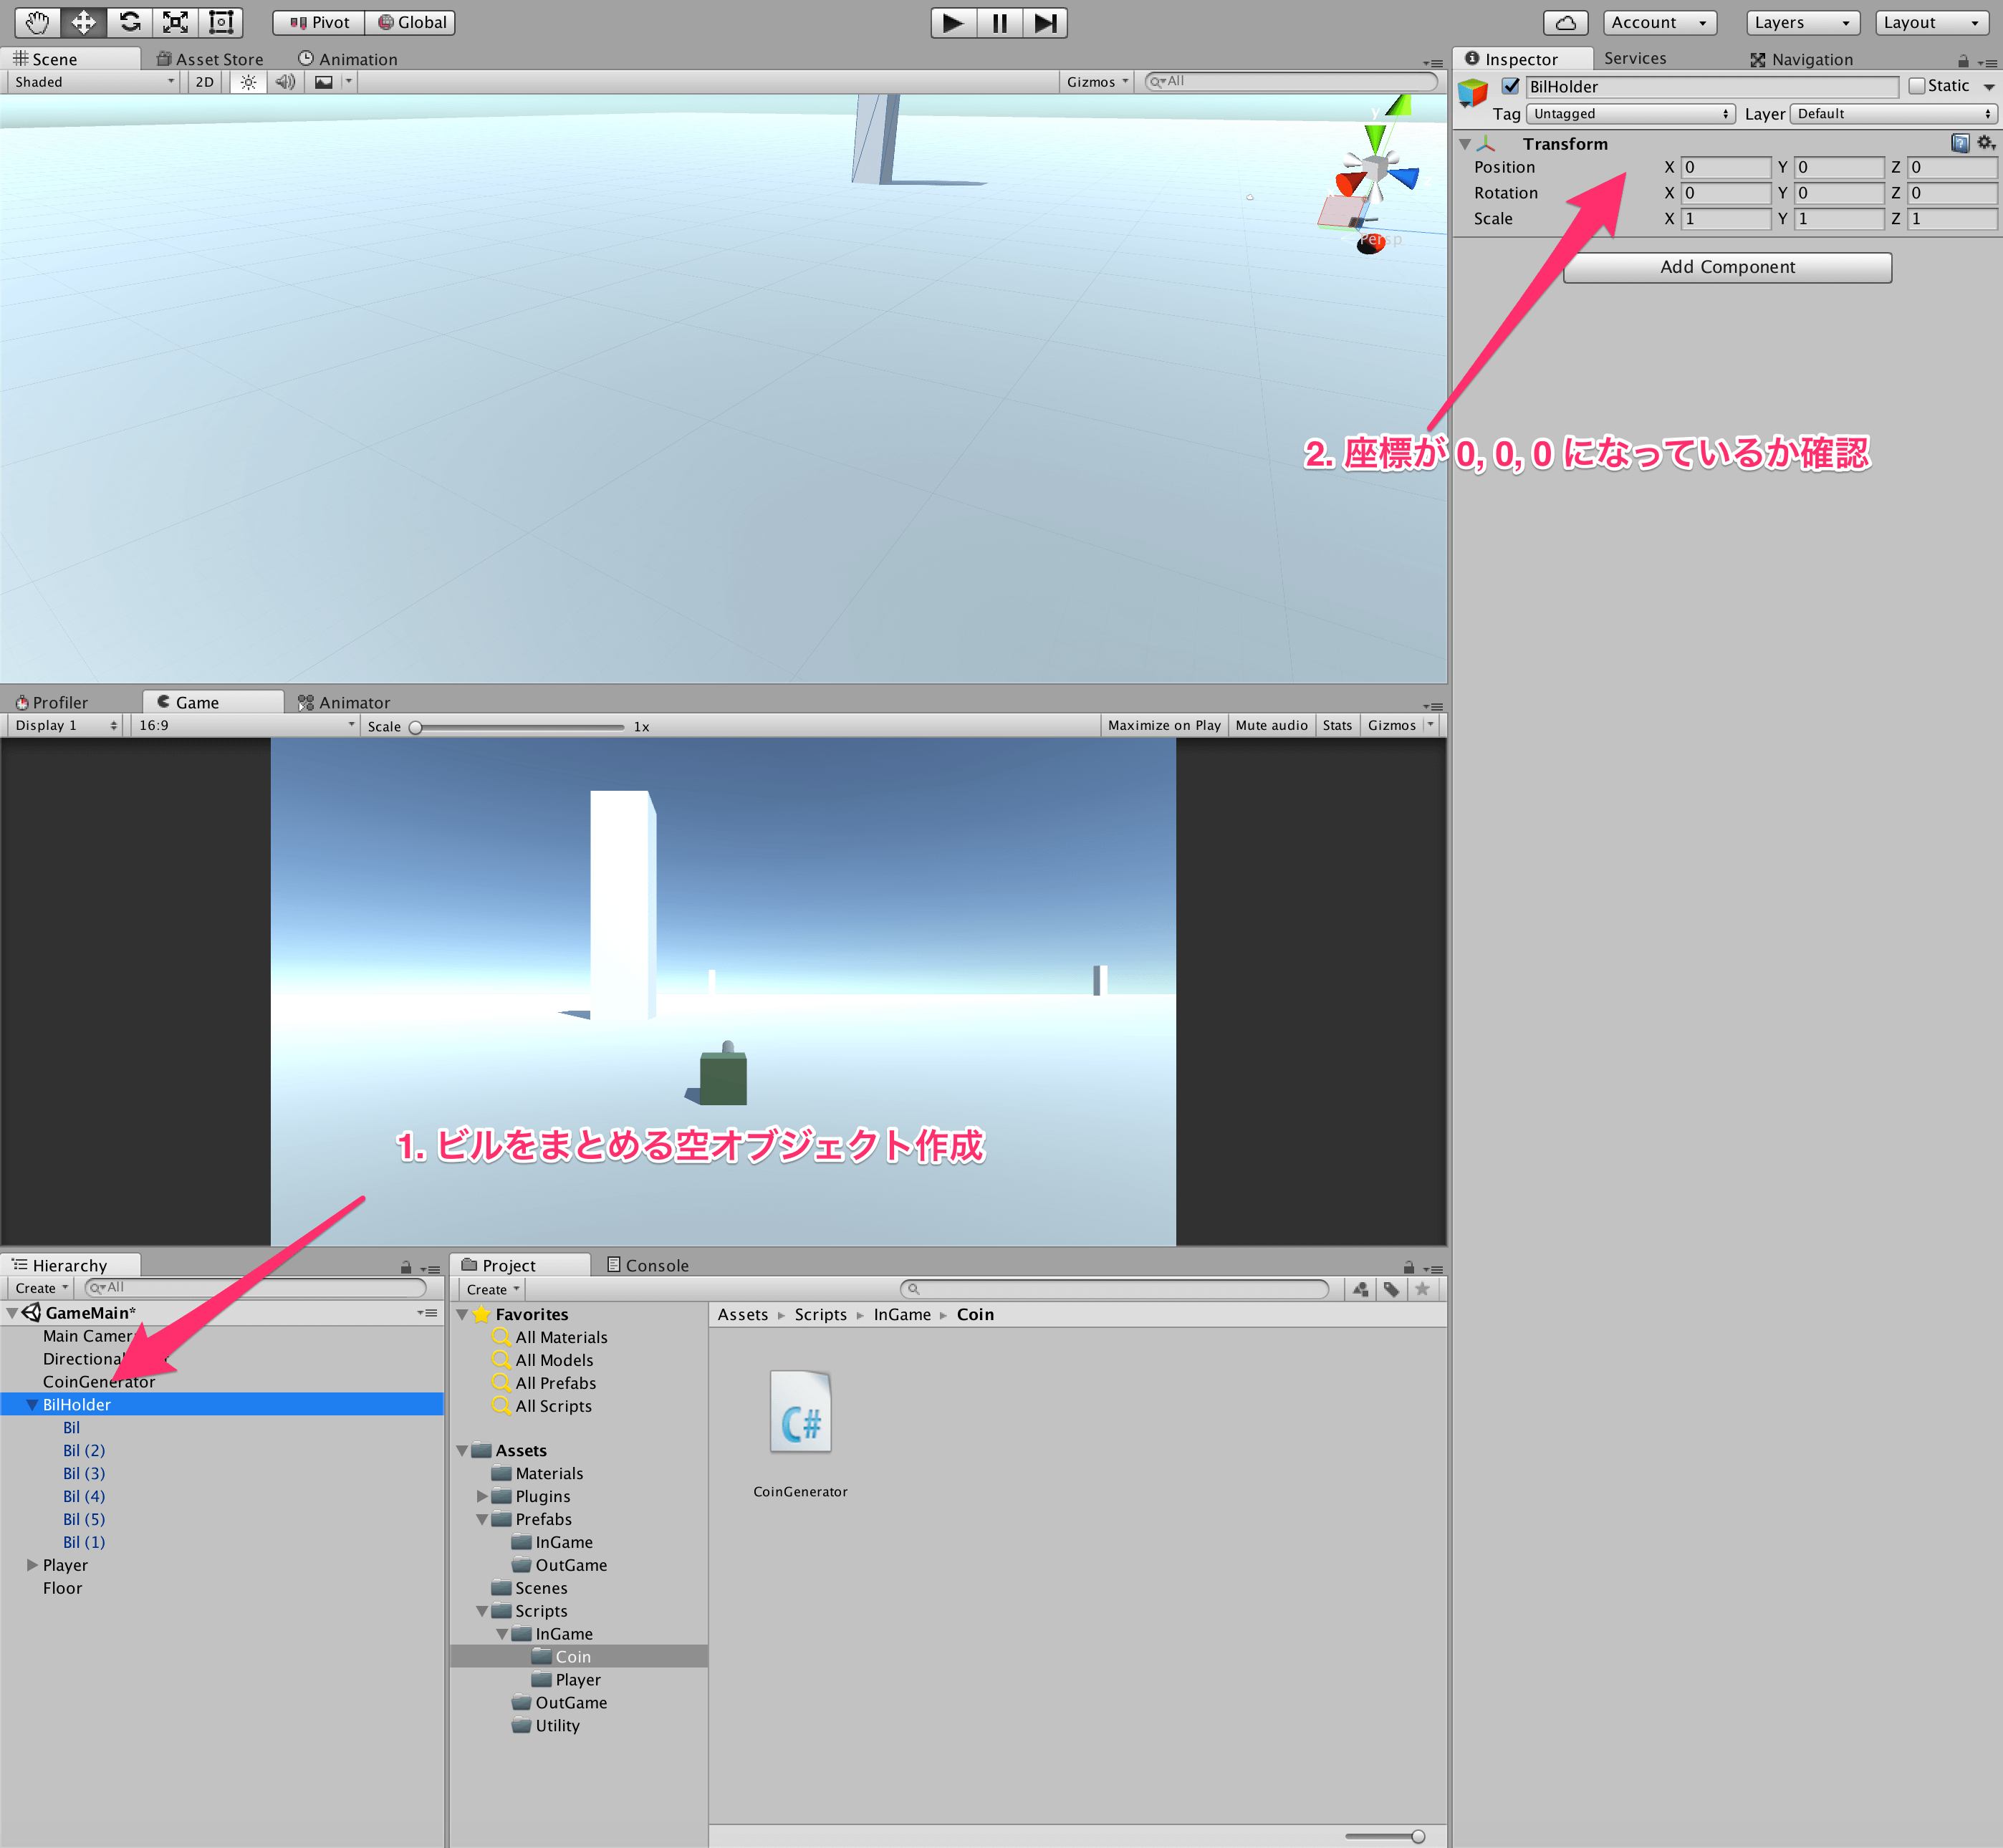 Pivot Global Account Layers Layout
Scene Asset Store Animation
Shaded 2D Gizmos All
y
Persp
Inspector Services Navigation
BilHolder Static
Tag Untagged Layer Default
Transform
Position X 0 Y 0 Z 0
Rotation X 0 Y 0 Z 0
Scale X 1 Y 1 Z 1
Add Component
2. 座標が 0, 0, 0 になっているか確認
Profiler Game Animator
Display 1 16:9 Scale 1x Maximize on Play Mute audio Stats Gizmos
1. ビルをまとめる空オブジェクト作成
Hierarchy
Create All
GameMain*
Main Camera
Directional
CoinGenerator
BilHolder
Bil
Bil (2)
Bil (3)
Bil (4)
Bil (5)
Bil (1)
Player
Floor
Project Console
Create
Favorites
All Materials
All Models
All Prefabs
All Scripts
Assets
Materials
Plugins
Prefabs
InGame
OutGame
Scenes
Scripts
InGame
Coin
Player
OutGame
Utility
Assets Scripts InGame Coin
C#
CoinGenerator